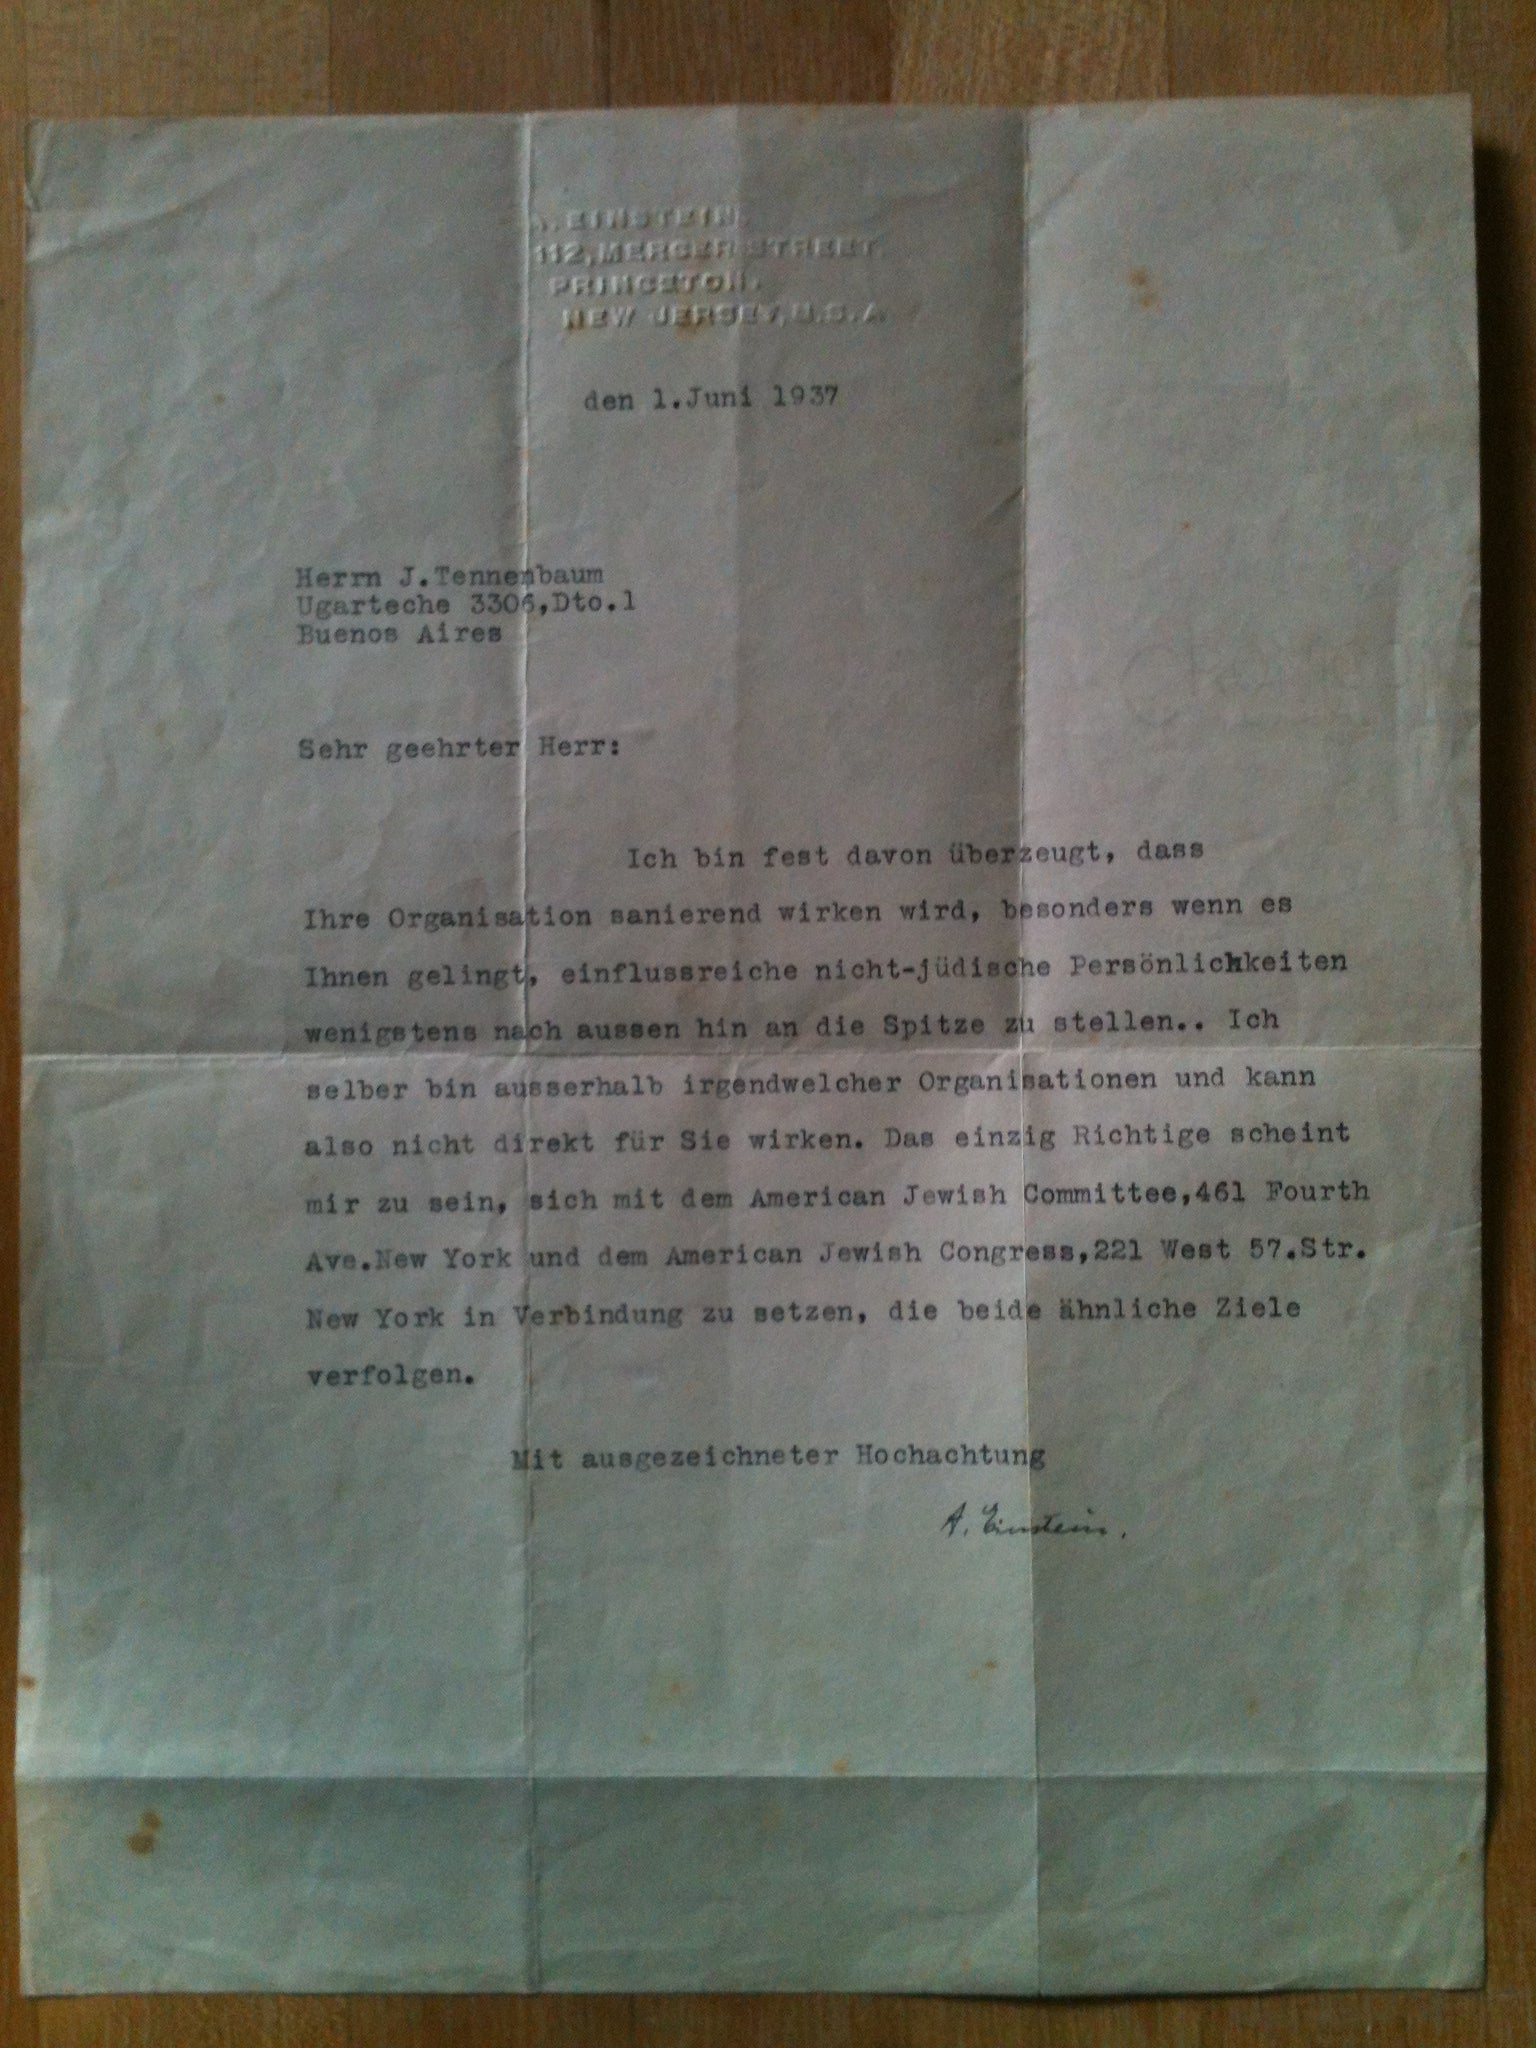 A. EINSTEIN.
112, MERCER STREET
PRINCETON.
NEW JERSEY, U.S.A
den 1.Juni 1937
Herrn J.Tennenbaum
Ugarteche 3306,Dto.1
Buenos Aires
Sehr geehrter Herr:
Ich bin fest davon überzeugt, dass
Ihre Organisation sanierend wirken wird, besonders wenn es
Ihnen gelingt, einflussreiche nicht-jüdische Persönlichkeiten
wenigstens nach aussen hin an die Spitze zu stellen.. Ich
selber bin ausserhalb irgendwelcher Organisationen und kann
also nicht direkt für Sie wirken. Das einzig Richtige scheint
mir zu sein, sich mit dem American Jewish Committee,461 Fourth
Ave.New York und dem American Jewish Congress,221 West 57.Str.
New York in Verbindung zu setzen, die beide ähnliche Ziele
verfolgen.
Mit ausgezeichneter Hochachtung
A. Einstein.